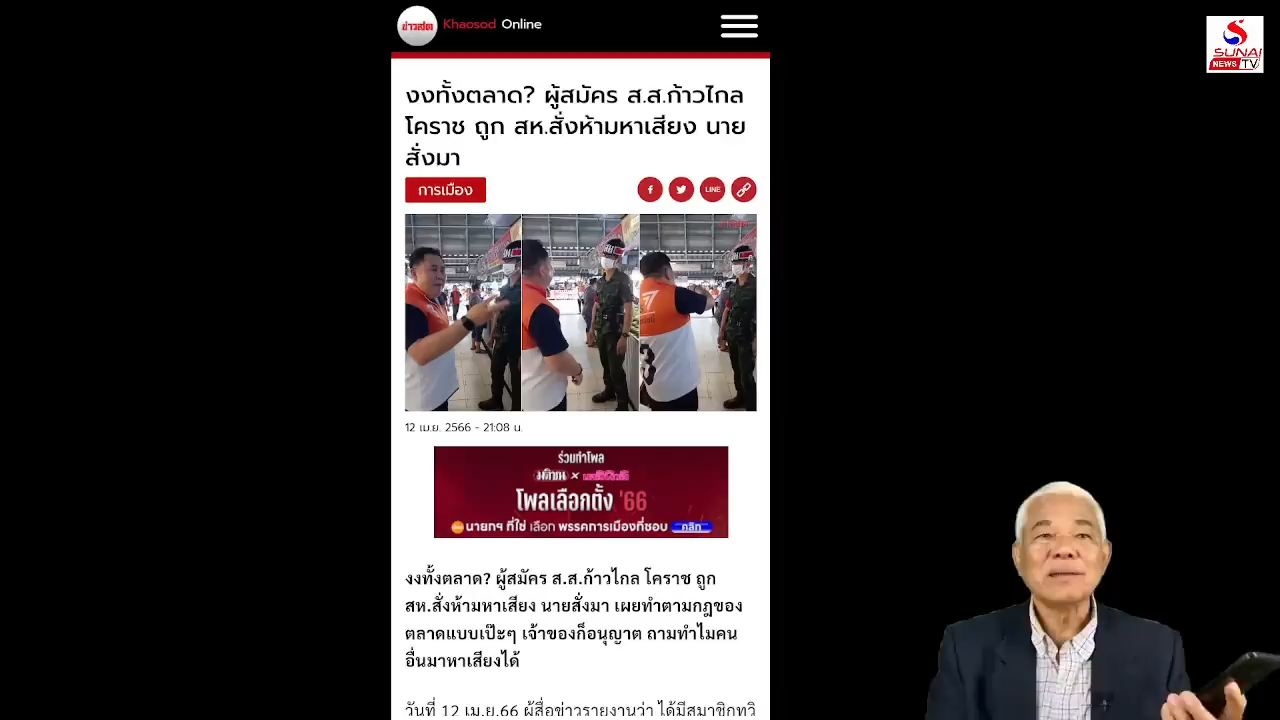 ข่าวสด Khaosod Online
SUNAI
NEWS TV
งงทั้งตลาด? ผู้สมัคร ส.ส.ก้าวไกล
โคราช ถูก สห.สั่งห้ามหาเสียง นาย
สั่งมา
การเมือง
LINE
12 เม.ย. 2566 - 21:08 น.
ร่วมทำโพล
มติชน x เดลินิวส์
โพลเลือกตั้ง '66
นายกฯ ที่ใช่ เลือก พรรคการเมืองที่ชอบ คลิก
งงทั้งตลาด? ผู้สมัคร ส.ส.ก้าวไกล โคราช ถูก
สห.สั่งห้ามหาเสียง นายสั่งมา เผยทำตามกฎของ
ตลาดแบบเป๊ะๆ เจ้าของก็อนุญาต ถามทำไมคน
อื่นมาหาเสียงได้
วันที่ 12 เม.ย.66 ผู้สื่อข่าวรายงานว่า ได้มีสมาชิกทวิ